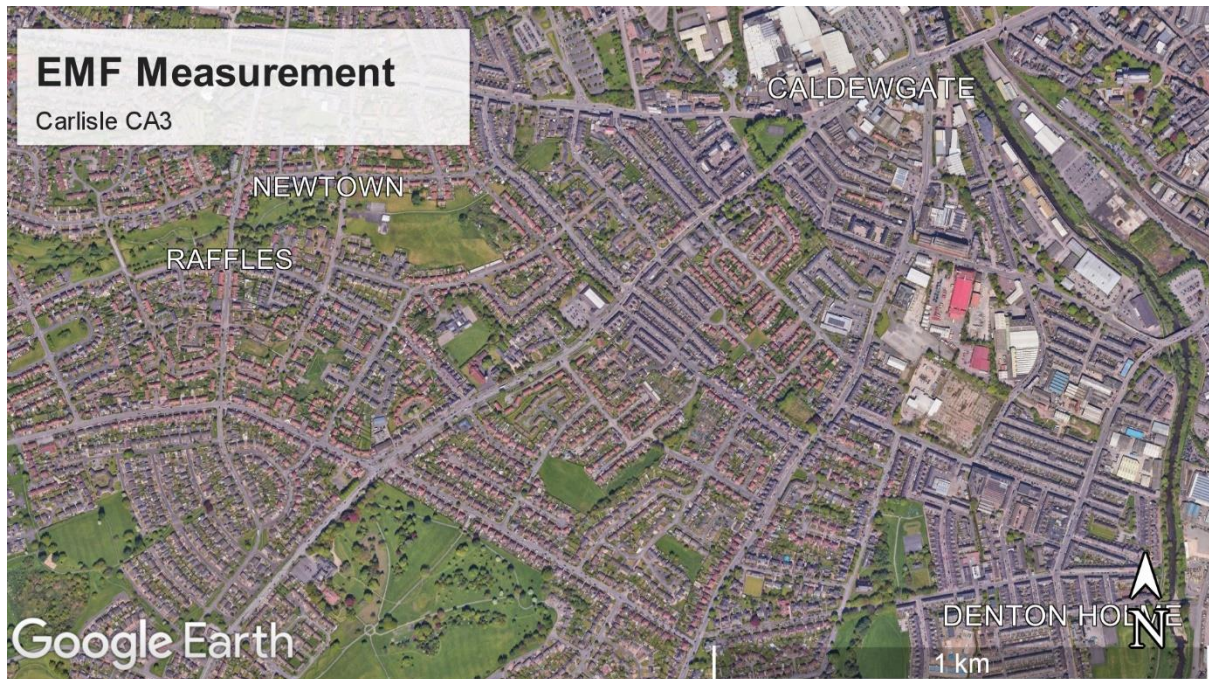 EMF Measurement
Carlisle CA3
CALDEWGATE
NEWTOWN
RAFFLES
DENTON HOLME
N
Google Earth
1 km